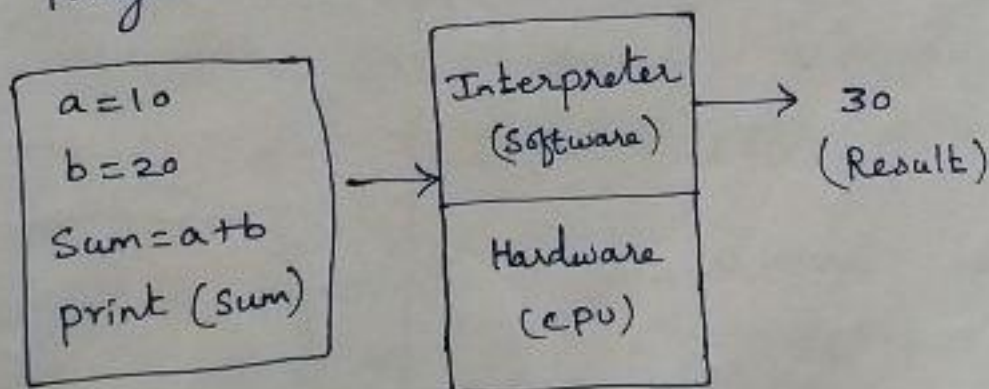 a=10
b=20
Sum=a+b
print (Sum)
Interpreter
(Software)
Hardware
(CPU)
30
(Result)